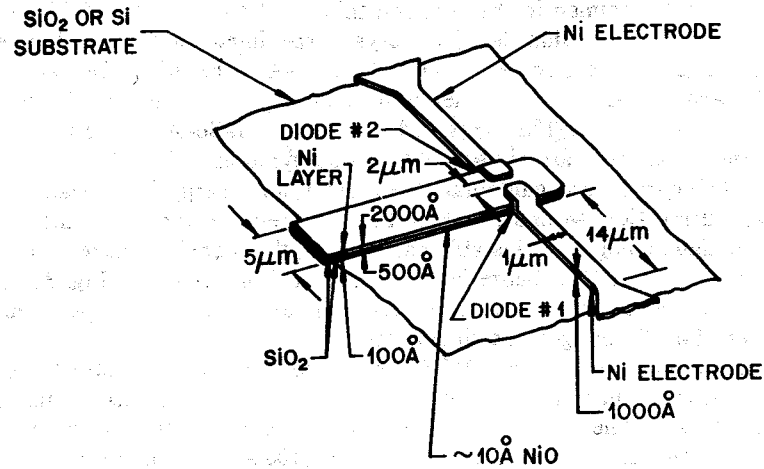 SiO2 OR Si
SUBSTRATE
Ni ELECTRODE
DIODE #2
Ni
LAYER
2μm
2000Å
5μm
500Å
1μm
14μm
DIODE #1
SiO2
100Å
Ni ELECTRODE
1000Å
~10Å NiO